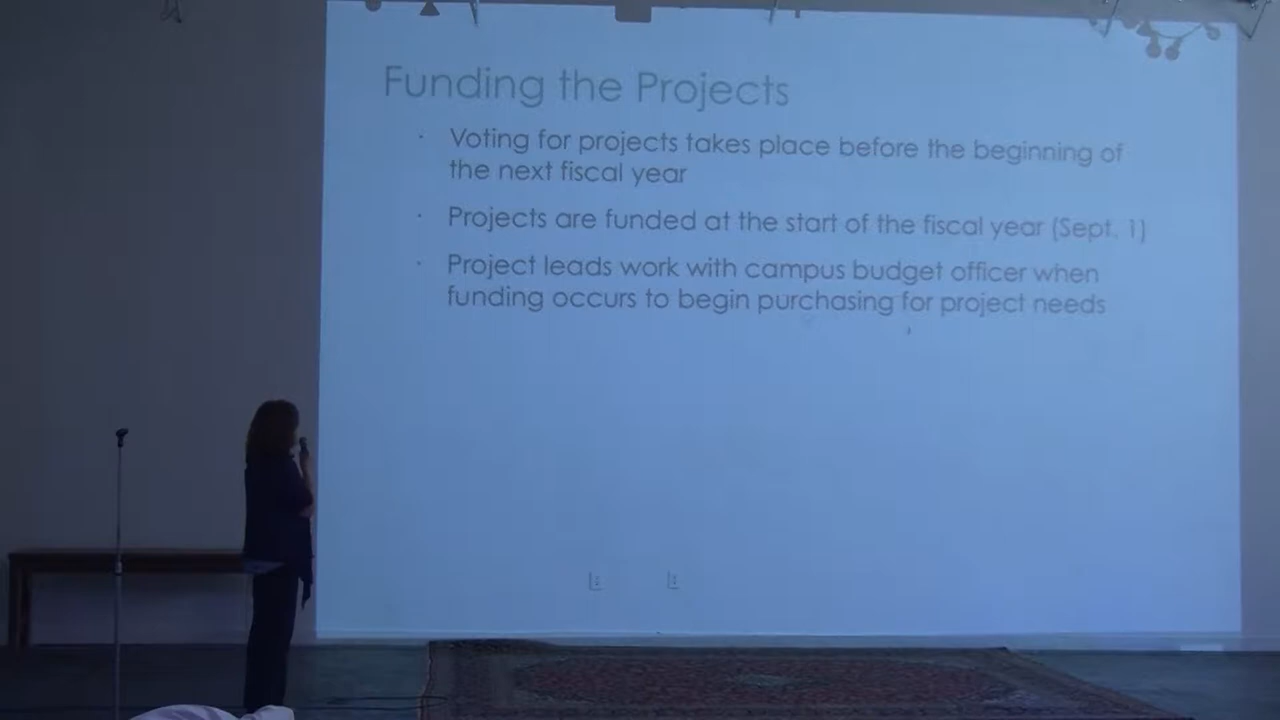 Funding the Projects
· Voting for projects takes place before the beginning of
the next fiscal year
· Projects are funded at the start of the fiscal year (Sept. 1)
· Project leads work with campus budget officer when
funding occurs to begin purchasing for project needs